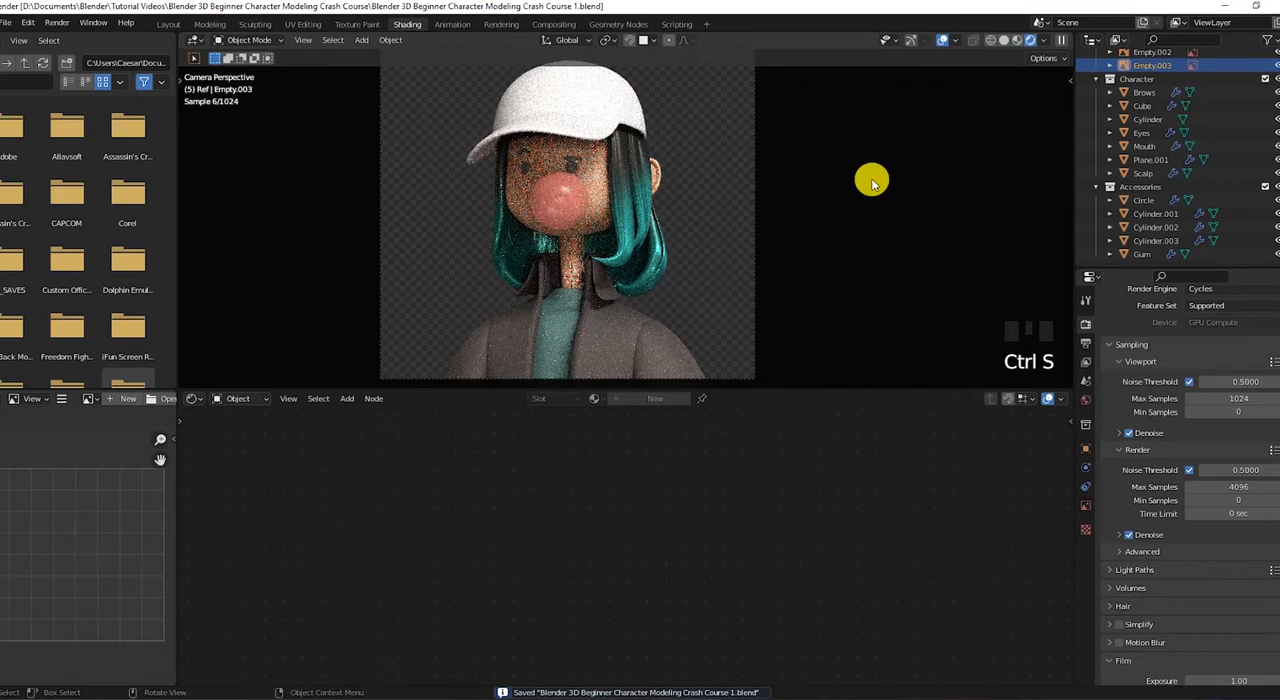 ender [D:\Documents\Blender\Tutorial Videos\Blender 3D Beginner Character Modeling Crash Course\Blender 3D Beginner Character Modeling Crash Course 1.blend]
File Edit Render Window Help
Layout Modeling Sculpting UV Editing Texture Paint Shading Animation Rendering Compositing Geometry Nodes Scripting +
Scene ViewLayer
View Select
Object Mode View Select Add Object Global
C:\Users\Caesar\Docu...
Options
Camera Perspective
(5) Ref | Empty.003
Sample 6/1024
dobe Allavsoft Assassin's Cr...
AVES CAPCOM Corel
_SAVES Custom Offic... Dolphin Emul...
Back Mo... Freedom Figh... iFun Screen R...
Ctrl S
Empty.002
Empty.003
Character
Brows
Cube
Cylinder
Eyes
Mouth
Plane.001
Scalp
Accessories
Circle
Cylinder.001
Cylinder.002
Cylinder.003
Gum
Render Engine Cycles
Feature Set Supported
Device GPU Compute
Sampling
Viewport
Noise Threshold 0.5000
Max Samples 1024
Min Samples 0
Denoise
Render
Noise Threshold 0.5000
Max Samples 4096
Min Samples 0
Time Limit 0 sec
Denoise
Advanced
Light Paths
Volumes
Hair
Simplify
Motion Blur
Film
Exposure 1.00
View + New Open
Object View Select Add Node Slot + New
Select Box Select Rotate View Object Context Menu
Saved "Blender 3D Beginner Character Modeling Crash Course 1.blend"